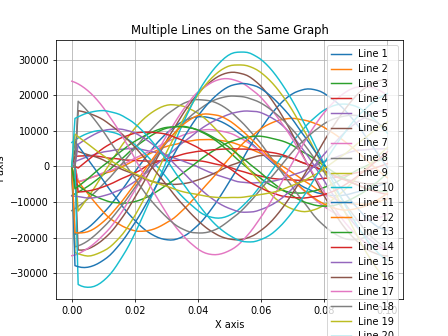 Multiple Lines on the Same Graph
30000
20000
10000
0
-10000
-20000
-30000
0.00
0.02
0.04
0.06
X axis
Line 1
Line 2
Line 3
Line 4
Line 5
Line 6
Line 7
Line 8
Line 9
Line 10
Line 11
Line 12
Line 13
Line 14
Line 15
Line 16
Line 17
Line 18
Line 19
Line 20